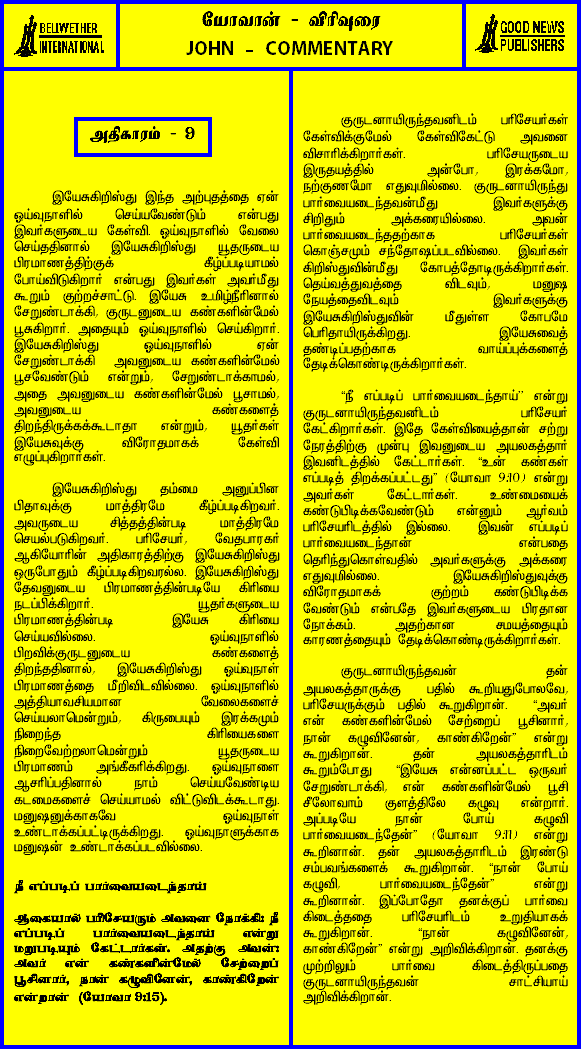 BELWETHER
INTERNATIONAL
யோவான் - விரிவுரை
JOHN - COMMENTARY
GOOD NEWS
PUBLISHERS
அதிகாரம் - 9
இயேசுகிறிஸ்து இந்த அற்புதத்தை ஏன்
ஓய்வுநாளில் செய்யவேண்டும் என்பது
இவர்களுடைய கேள்வி. ஓய்வுநாளில் வேலை
செய்ததினால் இயேசுகிறிஸ்து யூதருடைய
பிரமாணத்திற்குக் கீழ்ப்படியாமல்
போய்விடுகிறார் என்பது இவர்கள் அவர்மீது
கூறும் குற்றச்சாட்டு. இயேசு உமிழ்நீரினால்
சேறுண்டாக்கி, குருடனுடைய கண்களின்மேல்
பூசுகிறார். அதையும் ஓய்வுநாளில் செய்கிறார்.
இயேசுகிறிஸ்து ஓய்வுநாளில் ஏன்
சேறுண்டாக்கி அவனுடைய கண்களின்மேல்
பூசவேண்டும் என்றும், சேறுண்டாக்காமல்,
அதை அவனுடைய கண்களின்மேல் பூசாமல்,
அவனுடைய கண்களைத்
திறந்திருக்கக்கூடாதா என்றும், யூதர்கள்
இயேசுவுக்கு விரோதமாகக் கேள்வி
எழுப்புகிறார்கள்.
இயேசுகிறிஸ்து தம்மை அனுப்பின
பிதாவுக்கு மாத்திரமே கீழ்ப்படிகிறவர்.
அவருடைய சித்தத்தின்படி மாத்திரமே
செயல்படுகிறவர். பரிசேயர், வேதபாரகர்
ஆகியோரின் அதிகாரத்திற்கு இயேசுகிறிஸ்து
ஒருபோதும் கீழ்ப்படிகிறவரல்ல. இயேசுகிறிஸ்து
தேவனுடைய பிரமாணத்தின்படியே கிரியை
நடப்பிக்கிறார். யூதர்களுடைய
பிரமாணத்தின்படி இயேசு கிரியை
செய்யவில்லை. ஓய்வுநாளில்
பிறவிக்குருடனுடைய கண்களைத்
திறந்ததினால், இயேசுகிறிஸ்து ஓய்வுநாள்
பிரமாணத்தை மீறிவிடவில்லை. ஓய்வுநாளில்
அத்தியாவசியமான வேலைகளைச்
செய்யலாமென்றும், கிருபையும் இரக்கமும்
நிறைந்த கிரியைகளை
நிறைவேற்றலாமென்றும் யூதருடைய
பிரமாணம் அங்கீகரிக்கிறது. ஓய்வுநாளை
ஆசரிப்பதினால் நாம் செய்யவேண்டிய
கடமைகளைச் செய்யாமல் விட்டுவிடக்கூடாது.
மனுஷனுக்காகவே ஓய்வுநாள்
உண்டாக்கப்பட்டிருக்கிறது. ஓய்வுநாளுக்காக
மனுஷன் உண்டாக்கப்படவில்லை.
நீ எப்படிப் பார்வையடைந்தாய்
ஆகையால் பரிசேயரும் அவனை நோக்கி: நீ
எப்படிப் பார்வையடைந்தாய் என்று
மறுபடியும் கேட்டார்கள். அதற்கு அவன்:
அவர் என் கண்களின்மேல் சேற்றைப்
பூசினார், நான் கழுவினேன், காண்கிறேன்
என்றான் (யோவா 9:15).
குருடனாயிருந்தவனிடம் பரிசேயர்கள்
கேள்விக்குமேல் கேள்விகேட்டு அவனை
விசாரிக்கிறார்கள். பரிசேயருடைய
இருதயத்தில் அன்போ, இரக்கமோ,
நற்குணமோ எதுவுமில்லை. குருடனாயிருந்து
பார்வையடைந்தவன்மீது இவர்களுக்கு
சிறிதும் அக்கரையில்லை. அவன்
பார்வையடைந்ததற்காக பரிசேயர்கள்
கொஞ்சமும் சந்தோஷப்படவில்லை. இவர்கள்
கிறிஸ்துவின்மீது கோபத்தோடிருக்கிறார்கள்.
தெய்வத்துவத்தை விடவும், மனுஷ
நேயத்தைவிடவும் இவர்களுக்கு
இயேசுகிறிஸ்துவின் மீதுள்ள கோபமே
பெரிதாயிருக்கிறது. இயேசுவைத்
தண்டிப்பதற்காக வாய்ப்புக்களைத்
தேடிக்கொண்டிருக்கிறார்கள்.
“நீ எப்படிப் பார்வையடைந்தாய்” என்று
குருடனாயிருந்தவனிடம் பரிசேயர்
கேட்கிறார்கள். இதே கேள்வியைத்தான் சற்று
நேரத்திற்கு முன்பு இவனுடைய அயலகத்தார்
இவனிடத்தில் கேட்டார்கள். “உன் கண்கள்
எப்படித் திறக்கப்பட்டது” (யோவா 9:10) என்று
அவர்கள் கேட்டார்கள். உண்மையைக்
கண்டுபிடிக்கவேண்டும் என்னும் ஆர்வம்
பரிசேயரிடத்தில் இல்லை. இவன் எப்படிப்
பார்வையடைந்தான் என்பதை
தெரிந்துகொள்வதில் அவர்களுக்கு அக்கரை
எதுவுமில்லை. இயேசுகிறிஸ்துவுக்கு
விரோதமாகக் குற்றம் கண்டுபிடிக்க
வேண்டும் என்பதே இவர்களுடைய பிரதான
நோக்கம். அதற்கான சமயத்தையும்
காரணத்தையும் தேடிக்கொண்டிருக்கிறார்கள்.
குருடனாயிருந்தவன் தன்
அயலகத்தாருக்கு பதில் கூறியதுபோலவே,
பரிசேயருக்கும் பதில் கூறுகிறான். “அவர்
என் கண்களின்மேல் சேற்றைப் பூசினார்,
நான் கழுவினேன், காண்கிறேன்” என்று
கூறுகிறான். தன் அயலகத்தாரிடம்
கூறும்போது “இயேசு என்னப்பட்ட ஒருவர்
சேறுண்டாக்கி, என் கண்களின்மேல் பூசி
சீலோவாம் குளத்திலே கழுவு என்றார்.
அப்படியே நான் போய் கழுவி
பார்வையடைந்தேன்” (யோவா 9:11) என்று
கூறினான். தன் அயலகத்தாரிடம் இரண்டு
சம்பவங்களைக் கூறுகிறான். “நான் போய்
கழுவி, பார்வையடைந்தேன்” என்று
கூறினான். இப்போதோ தனக்குப் பார்வை
கிடைத்ததை பரிசேயரிடம் உறுதியாகக்
கூறுகிறான். “நான் கழுவினேன்,
காண்கிறேன்” என்று அறிவிக்கிறான். தனக்கு
முற்றிலும் பார்வை கிடைத்திருப்பதை
குருடனாயிருந்தவன் சாட்சியாய்
அறிவிக்கிறான்.